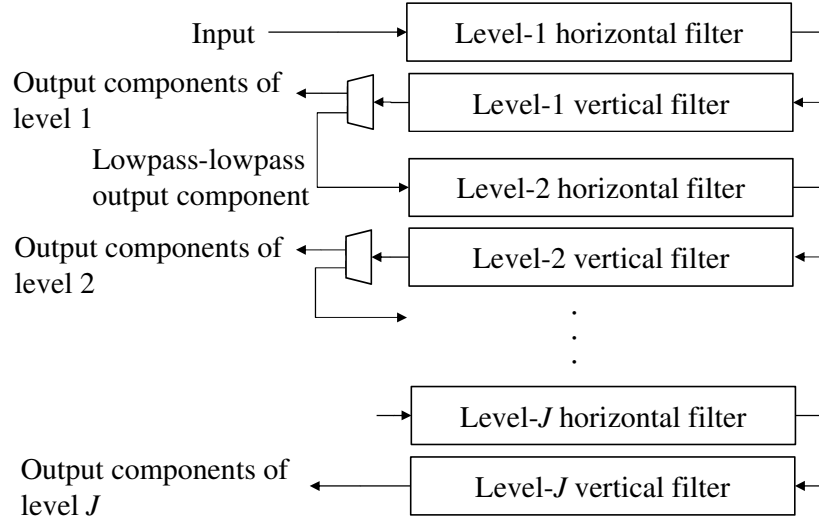 Input
Level-1 horizontal filter
Output components of
level 1
Level-1 vertical filter
Lowpass-lowpass
output component
Level-2 horizontal filter
Output components of
level 2
Level-2 vertical filter
Level-J horizontal filter
Output components of
level J
Level-J vertical filter